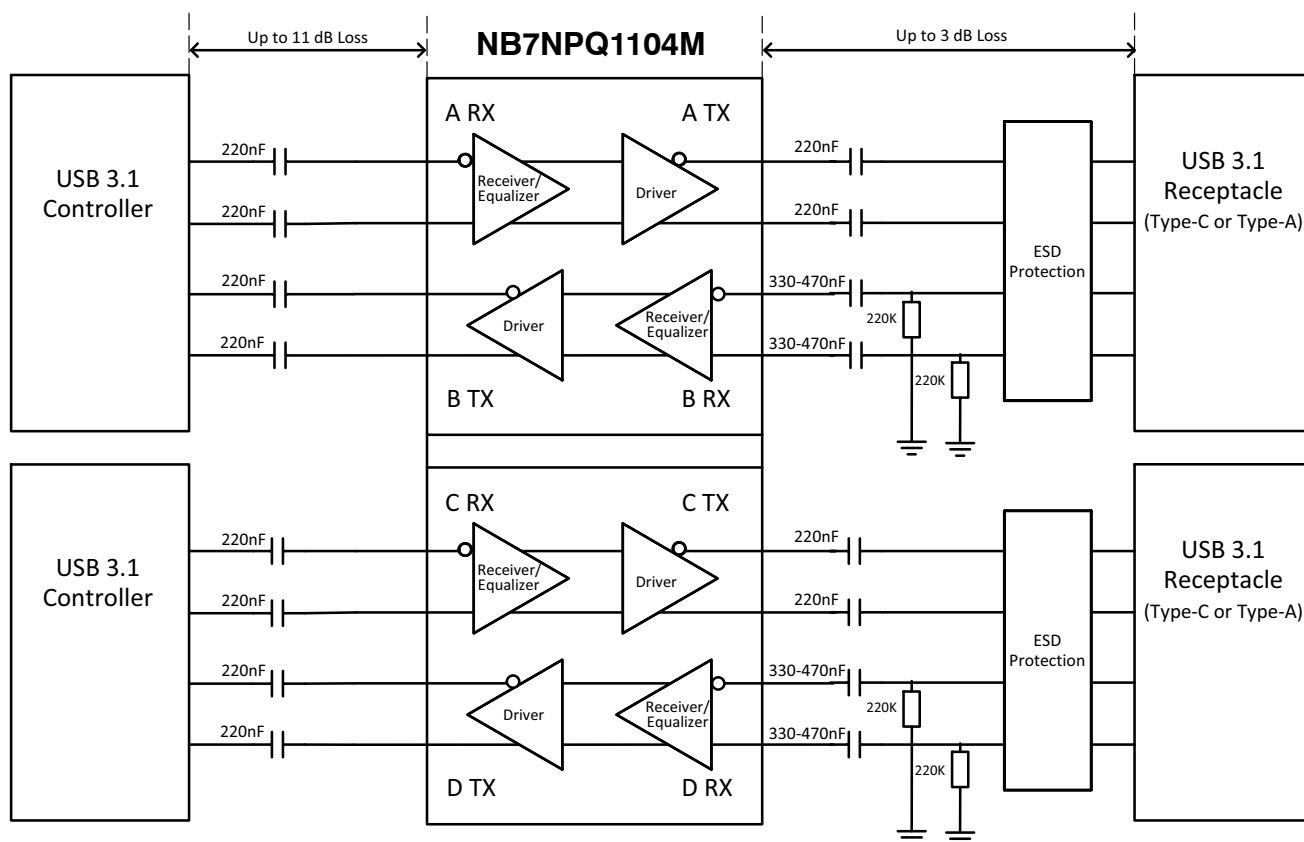 Up to 11 dB Loss
NB7NPQ1104M
Up to 3 dB Loss
A RX
A TX
220nF
220nF
USB 3.1
Controller
Receiver/
Equalizer
Driver
USB 3.1
Receptacle
(Type-C or Type-A)
220nF
220nF
ESD
Protection
220nF
330-470nF
Driver
Receiver/
Equalizer
220K
220nF
330-470nF
220K
B TX
B RX
C RX
C TX
220nF
220nF
USB 3.1
Controller
Receiver/
Equalizer
Driver
USB 3.1
Receptacle
(Type-C or Type-A)
220nF
220nF
ESD
Protection
220nF
330-470nF
Driver
Receiver/
Equalizer
220K
220nF
330-470nF
220K
D TX
D RX